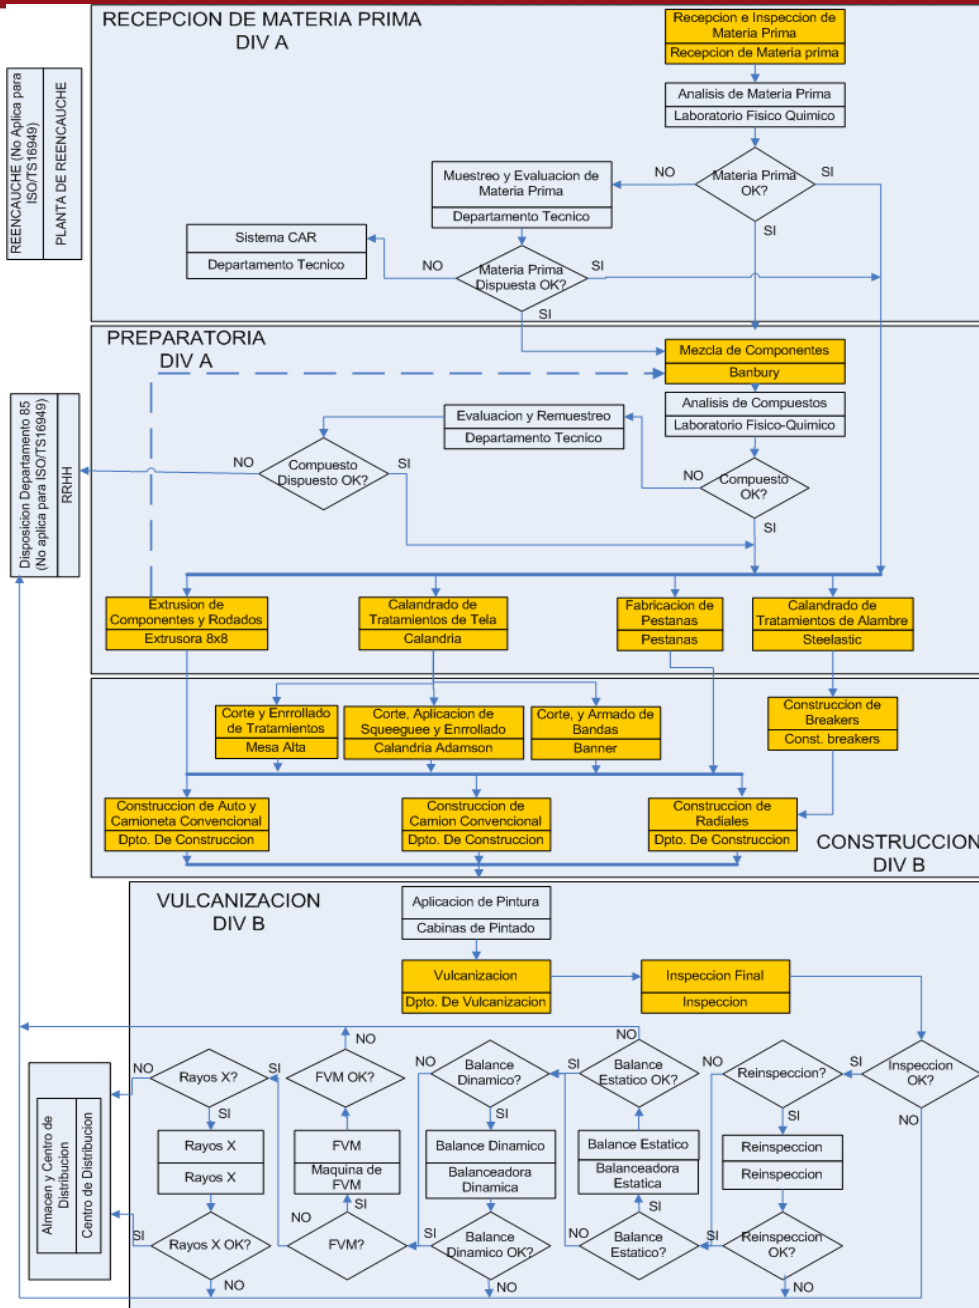 RECEPCION DE MATERIA PRIMA
DIV A
Recepcion e Inspeccion de
Materia Prima
Recepcion de Materia prima
Analisis de Materia Prima
Laboratorio Fisico Quimico
Materia Prima
OK?
NO
SI
SI
Muestreo y Evaluacion de
Materia Prima
Departamento Tecnico
Sistema CAR
Departamento Tecnico
Materia Prima
Dispuesta OK?
NO
SI
SI
REENCAUCHE (No Aplica para
ISO/TS16949)
PLANTA DE REENCAUCHE
PREPARATORIA
DIV A
Mezcla de Componentes
Banbury
Analisis de Compuestos
Laboratorio Fisico-Quimico
Evaluacion y Remuestreo
Departamento Tecnico
Compuesto
Dispuesto OK?
NO
SI
Compuesto
OK?
NO
SI
Disposicion Departamento 85
(No aplica para ISO/TS16949)
RRHH
Extrusion de
Componentes y Rodados
Extrusora 8x8
Calandrado de
Tratamientos de Tela
Calandria
Fabricacion de
Pestanas
Pestanas
Calandrado de
Tratamientos de Alambre
Steelastic
Corte y Enrrollado
de Tratamientos
Mesa Alta
Corte, Aplicacion de
Squeeguee y Enrrollado
Calandria Adamson
Corte, y Armado de
Bandas
Banner
Construccion de
Breakers
Const. breakers
Construccion de Auto y
Camioneta Convencional
Dpto. De Construccion
Construccion de
Camion Convencional
Dpto. De Construccion
Construccion de
Radiales
Dpto. De Construccion
CONSTRUCCION
DIV B
VULCANIZACION
DIV B
Aplicacion de Pintura
Cabinas de Pintado
Vulcanizacion
Dpto. De Vulcanizacion
Inspeccion Final
Inspeccion
Inspeccion
OK?
SI
NO
Reinspeccion?
NO
SI
Reinspeccion
Reinspeccion
Reinspeccion
OK?
SI
NO
Balance
Estatico OK?
NO
SI
Balance Estatico
Balanceadora
Estatica
SI
Balance
Estatico?
NO
Balance
Dinamico?
NO
SI
Balance Dinamico
Balanceadora
Dinamica
Balance
Dinamico OK?
SI
NO
FVM OK?
NO
SI
FVM
Maquina de
FVM
SI
FVM?
NO
Rayos X?
NO
SI
Rayos X
Rayos X
Rayos X OK?
SI
NO
Almacen y Centro de
Distribucion
Centro de Distribucion